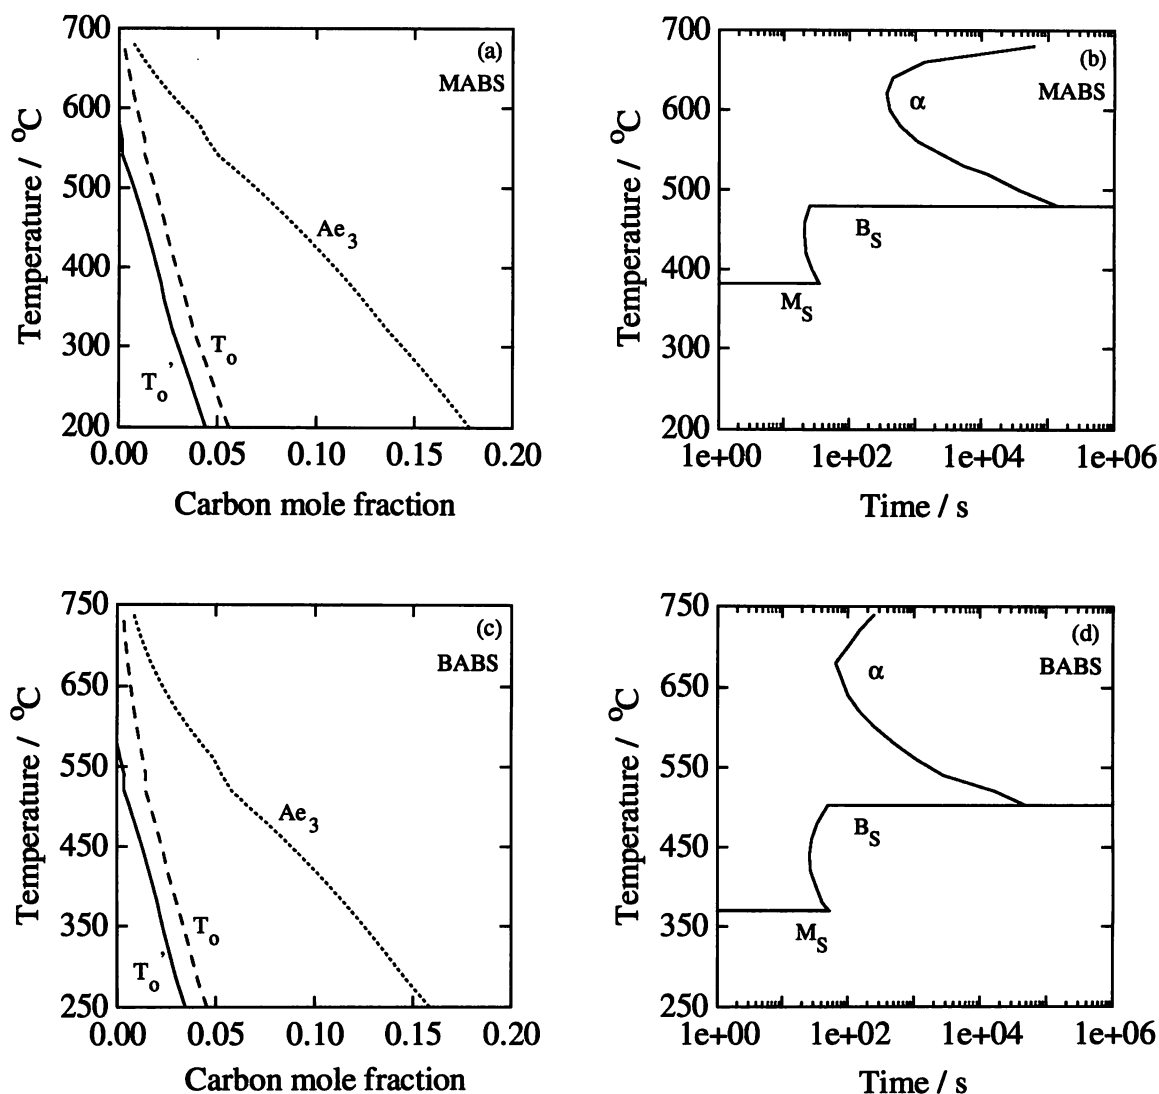 700
600
500
400
300
200
Temperature / °C
(a)
MABS
Ae3
To
To'
0.00 0.05 0.10 0.15 0.20
Carbon mole fraction
700
600
500
400
300
200
Temperature / °C
(b)
MABS
α
BS
MS
1e+00 1e+02 1e+04 1e+06
Time / s
750
650
550
450
350
250
Temperature / °C
(c)
BABS
Ae3
To
To'
0.00 0.05 0.10 0.15 0.20
Carbon mole fraction
750
650
550
450
350
250
Temperature / °C
(d)
BABS
α
BS
MS
1e+00 1e+02 1e+04 1e+06
Time / s